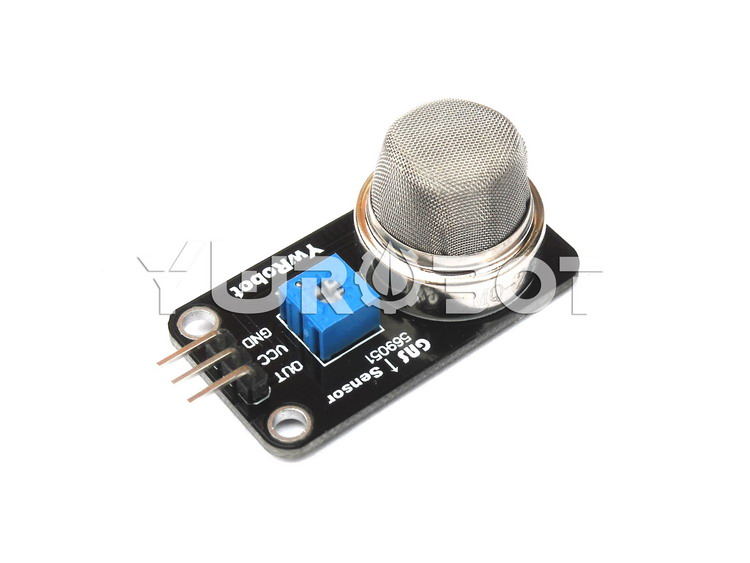 YwRobot
GND
VCC
OUT
Gas ↑ Sensor
569051
YwROBOT